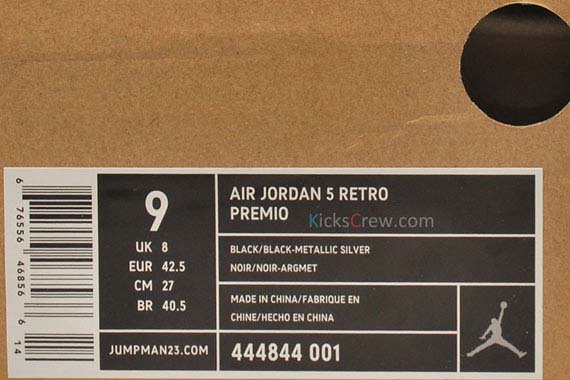 6 76556 46856 6 14
9
UK 8
EUR 42.5
CM 27
BR 40.5
JUMPMAN23.COM
AIR JORDAN 5 RETRO
PREMIO
KicksCrew.com
BLACK/BLACK-METALLIC SILVER
NOIR/NOIR-ARGMET
MADE IN CHINA/FABRIQUE EN
CHINE/HECHO EN CHINA
444844 001